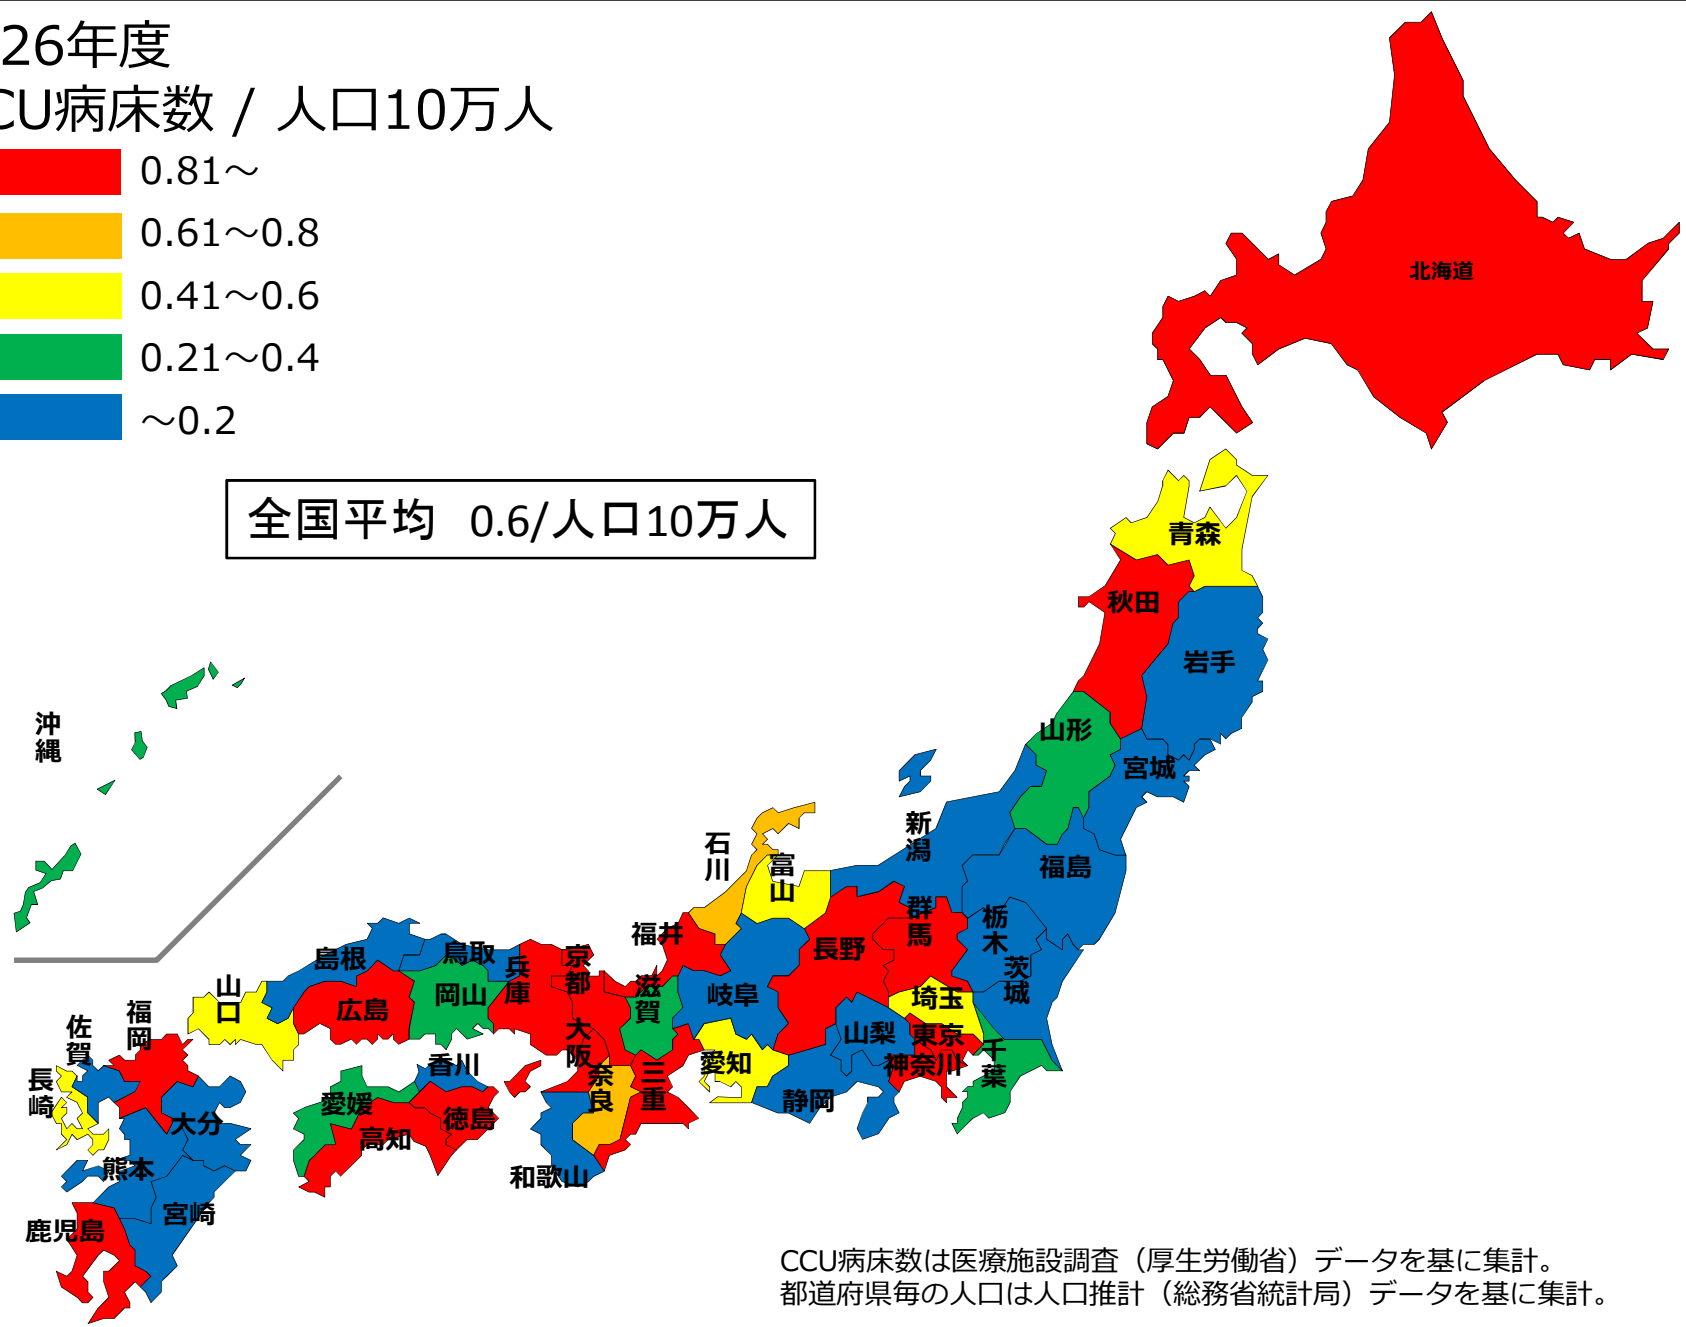 26年度
CU病床数 / 人口10万人
0.81～
0.61～0.8
0.41～0.6
0.21～0.4
～0.2
全国平均 0.6/人口10万人
北海道
青森
秋田
岩手
山形
宮城
新潟
福島
石川
富山
群馬
栃木
茨城
長野
福井
岐阜
埼玉
山梨
東京
神奈川
千葉
愛知
静岡
滋賀
三重
京都
大阪
奈良
和歌山
兵庫
鳥取
島根
岡山
広島
山口
香川
愛媛
徳島
高知
福岡
佐賀
長崎
大分
熊本
宮崎
鹿児島
沖縄
CCU病床数は医療施設調査（厚生労働省）データを基に集計。
都道府県毎の人口は人口推計（総務省統計局）データを基に集計。